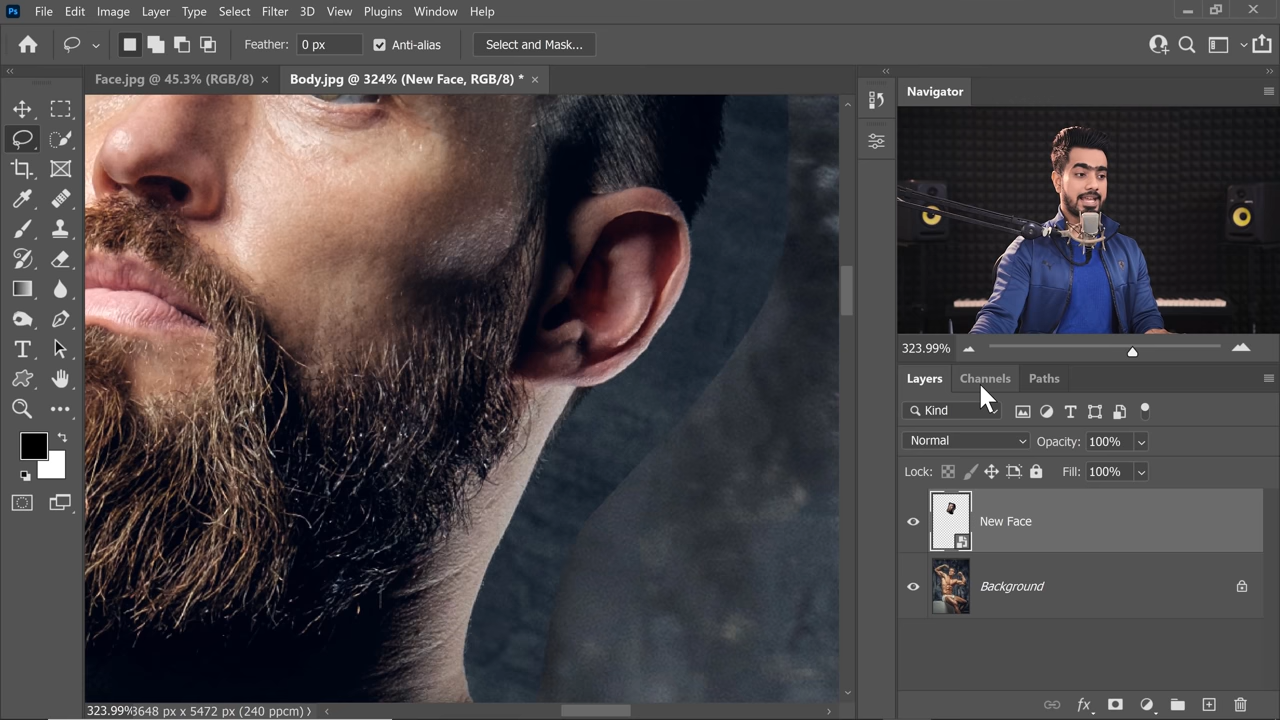 Ps File Edit Image Layer Type Select Filter 3D View Plugins Window Help
Feather: 0 px Anti-alias Select and Mask...
Face.jpg @ 45.3% (RGB/8) × Body.jpg @ 324% (New Face, RGB/8) * ×
Navigator
323.99%
Layers Channels Paths
Kind
Normal Opacity: 100%
Lock: Fill: 100%
New Face
Background
323.99% 3648 px x 5472 px (240 ppcm)
fx